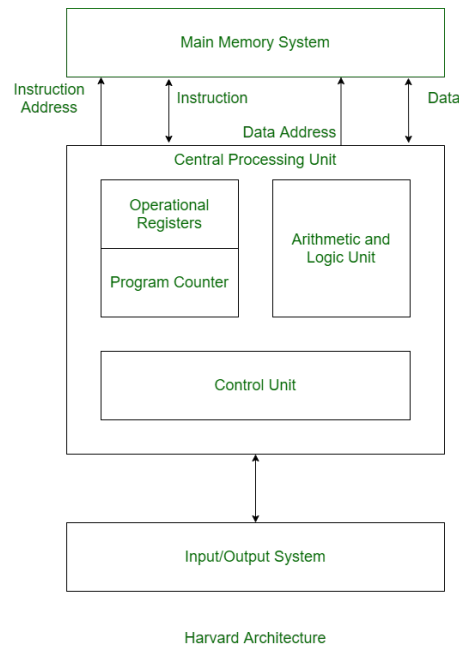 Main Memory System
Instruction
Address
Instruction
Data Address
Data
Central Processing Unit
Operational
Registers
Arithmetic and
Logic Unit
Program Counter
Control Unit
Input/Output System
Harvard Architecture